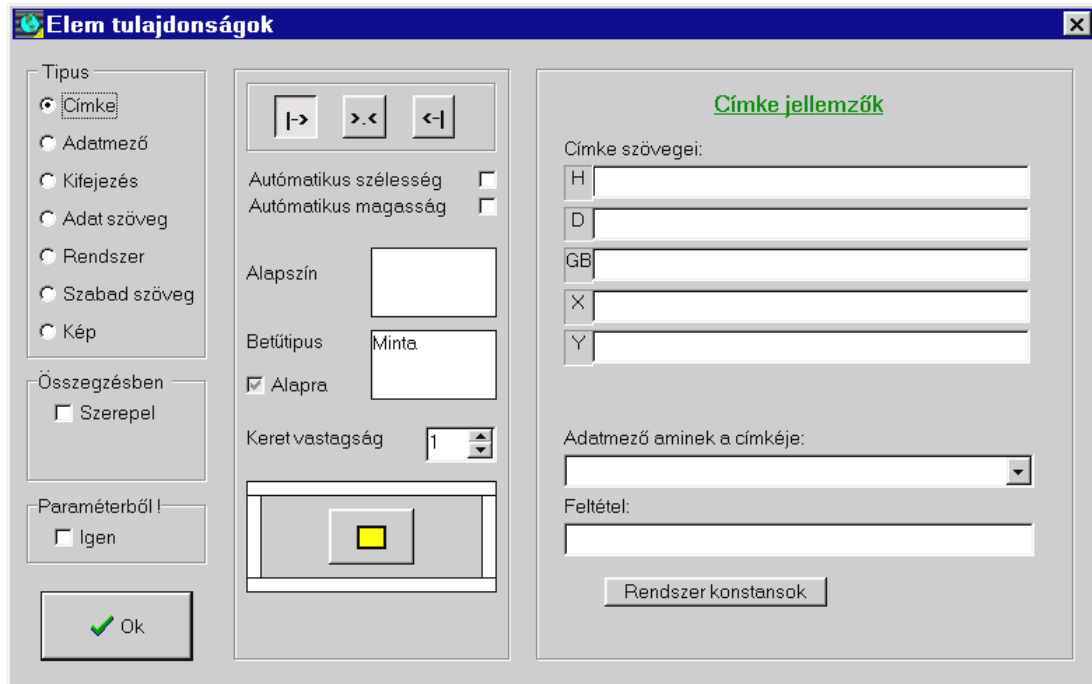 Elem tulajdonságok
Tipus
Címke
Adatmező
Kifejezés
Adat szöveg
Rendszer
Szabad szöveg
Kép
Összegzésben
Szerepel
Paraméterből !
Igen
Ok
|-> >.< <-|
Autómatikus szélesség
Autómatikus magasság
Alapszín
Betűtipus
Minta
Alapra
Keret vastagság
1
Címke jellemzők
Címke szövegei:
H
D
GB
X
Y
Adatmező aminek a címkéje:
Feltétel:
Rendszer konstansok